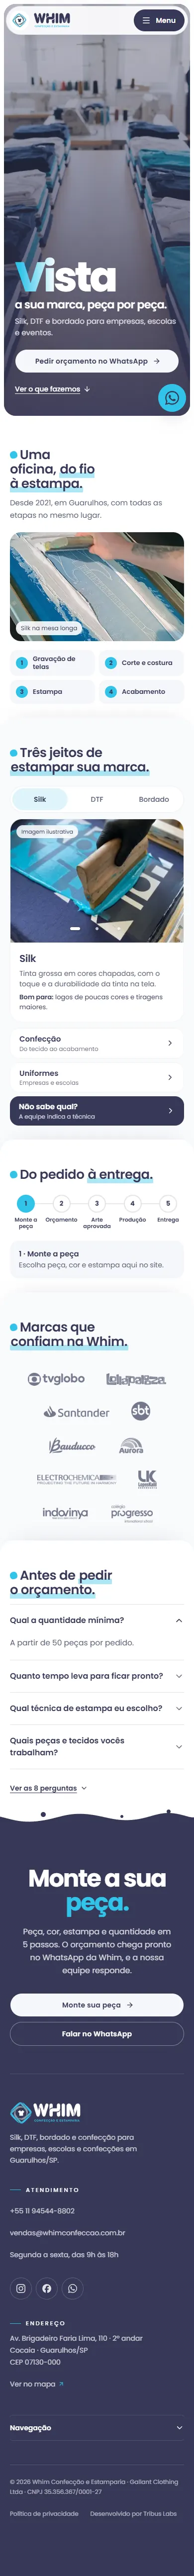 WHIM
Menu
Vista
a sua marca, peça por peça.
Silk, DTF e bordado para empresas, escolas
e eventos.
Pedir orçamento no WhatsApp →
Ver o que fazemos ↓
Uma
oficina, do fio
à estampa.
Desde 2021, em Guarulhos, com todas as
etapas no mesmo lugar.
Silk na mesa longa
1 Gravação de
telas
2 Corte e costura
3 Estampa
4 Acabamento
Três jeitos de
estampar sua marca.
Silk
DTF
Bordado
Imagem ilustrativa
Silk
Tinta grossa em cores chapadas, com o
toque e a durabilidade da tinta na tela.
Bom para: logos de poucas cores e tiragens
maiores.
Confecção
Do tecido ao acabamento
Uniformes
Empresas e escolas
Não sabe qual?
A equipe indica a técnica
Do pedido à entrega.
1
2
3
4
5
Monte a
peça
Orçamento
Arte
aprovada
Produção
Entrega
1 · Monte a peça
Escolha peça, cor e estampa aqui no site.
Marcas que
confiam na Whim.
tvglobo
Lollapalooza
Santander
sbt
Bauducco
Aurora
ELECTROCHEMICAL
UK
indovinya
colégio
progresso
Antes de pedir
o orçamento.
Qual a quantidade mínima?
A partir de 50 peças por pedido.
Quanto tempo leva para ficar pronto?
Qual técnica de estampa eu escolho?
Quais peças e tecidos vocês
trabalham?
Ver as 8 perguntas
Monte a sua
peça.
Peça, cor, estampa e quantidade em
5 passos. O orçamento chega pronto
no WhatsApp da Whim, e a nossa
equipe responde.
Monte sua peça →
Falar no WhatsApp
WHIM
CONFECÇÃO E ESTAMPARIA
Silk, DTF, bordado e confecção para
empresas, escolas e confecções em
Guarulhos/SP.
ATENDIMENTO
+55 11 94544-8802
vendas@whimconfeccao.com.br
Segunda a sexta, das 9h às 18h
ENDEREÇO
Av. Brigadeiro Faria Lima, 110 · 2º andar
Cocaia · Guarulhos/SP
CEP 07130-000
Ver no mapa ↗
Navegação
© 2026 Whim Confecção e Estamparia · Gallant Clothing
Ltda · CNPJ 35.356.367/0001-27
Política de privacidade
Desenvolvido por Tribus Labs